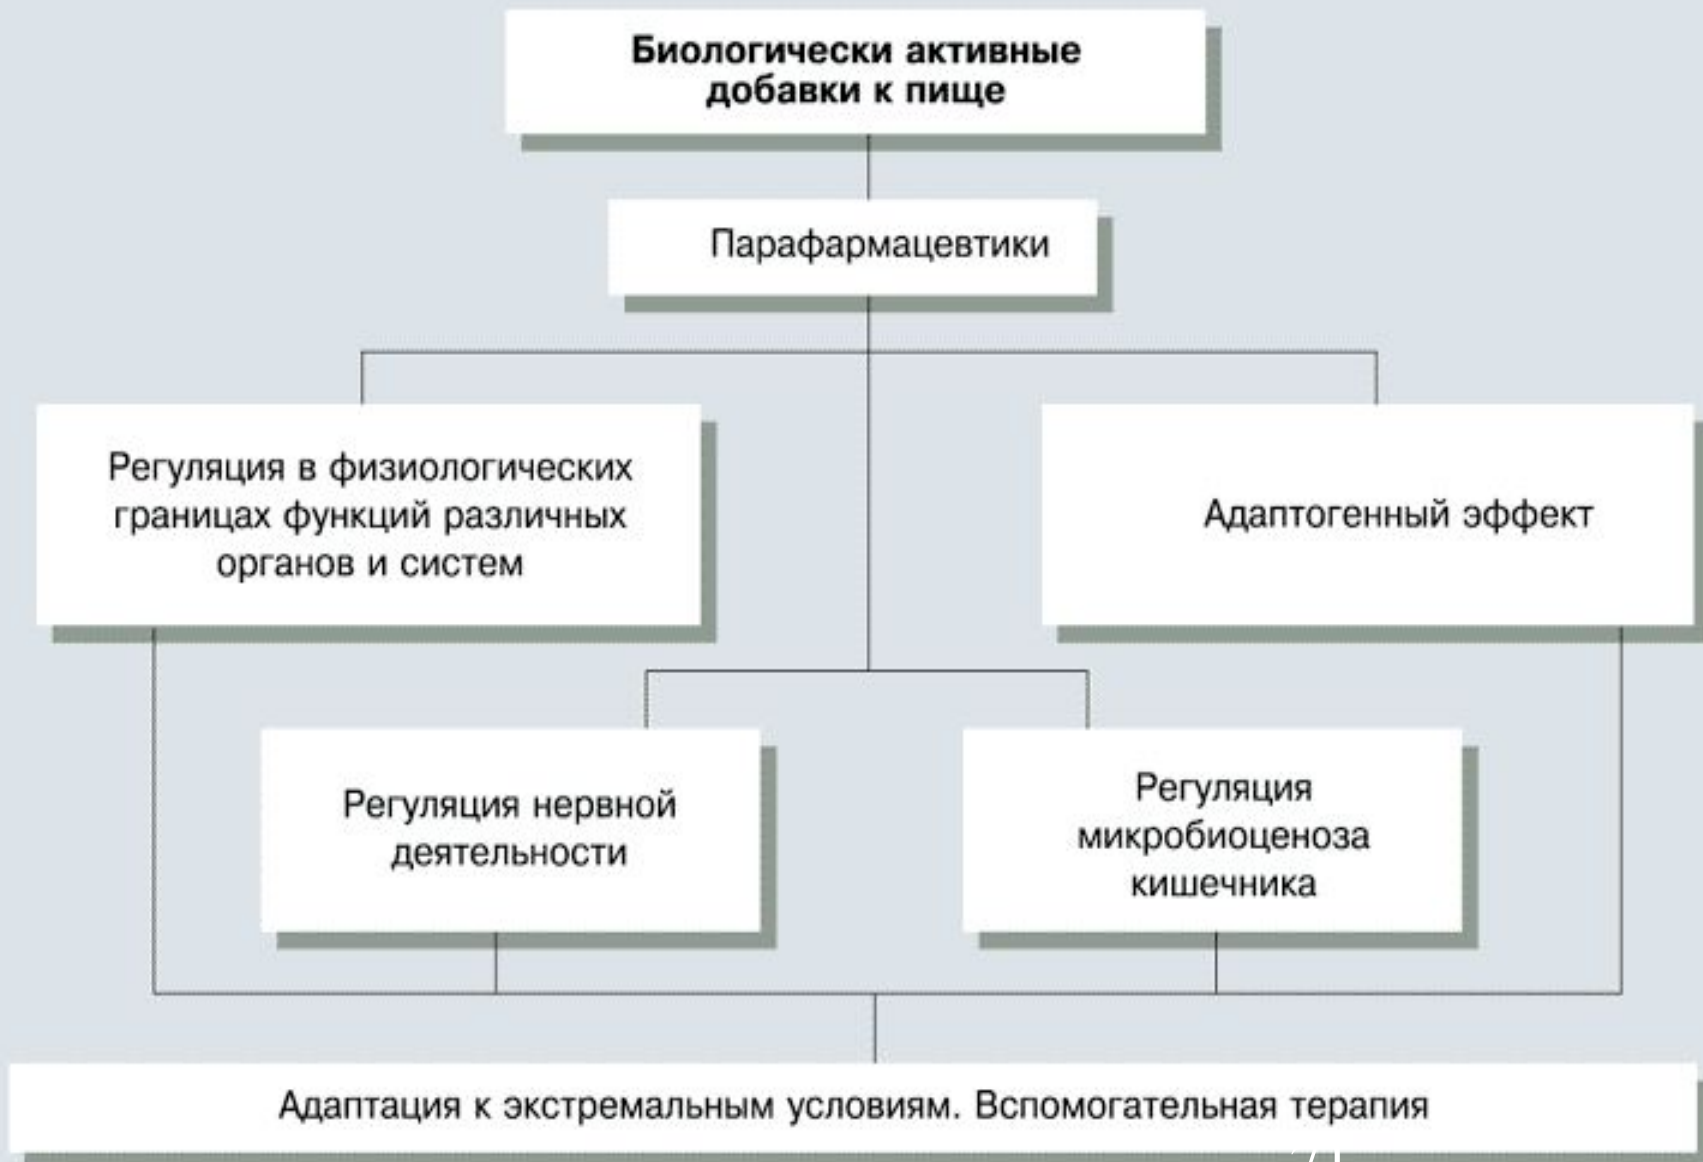 Биологически активные
добавки к пище
Парафармацевтики
Регуляция в физиологических
границах функций различных
органов и систем
Адаптогенный эффект
Регуляция нервной
деятельности
Регуляция
микробиоценоза
кишечника
Адаптация к экстремальным условиям. Вспомогательная терапия